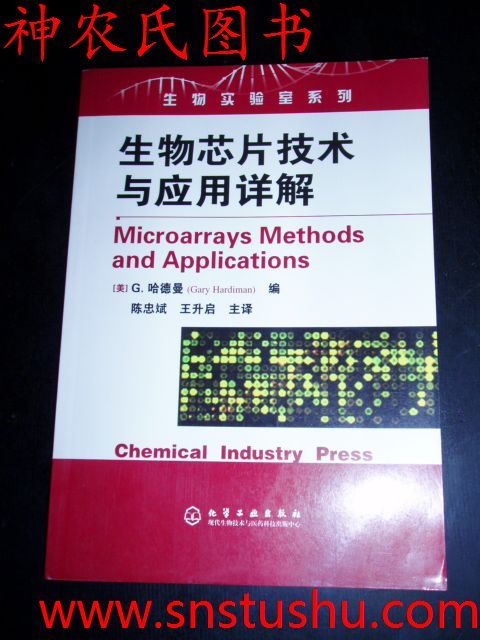 神农氏图书
生物实验室系列
生物芯片技术
与应用详解
Microarrays Methods
and Applications
[美] G. 哈德曼 (Gary Hardiman) 编
陈忠斌 王升启 主译
Chemical Industry Press
化学工业出版社
现代生物技术与医药科技出版中心
www.snstushu.com